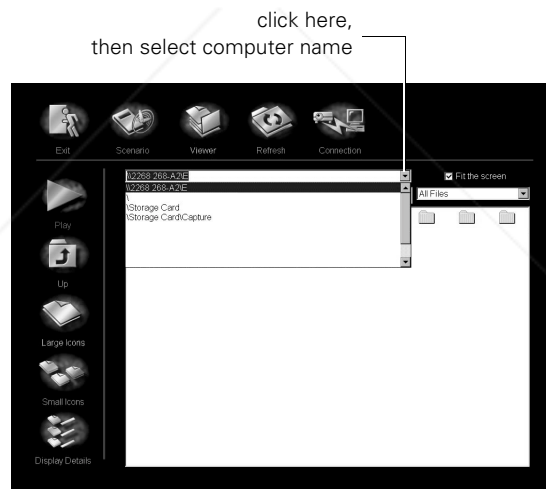 click here,
then select computer name
Exit
Scenario
Viewer
Refresh
Connection
\\2268 268-A2\E
Fit the screen
\\2268 268-A2\E
\
\Storage Card
\Storage Card\Capture
All Files
Play
Up
Large Icons
Small Icons
Display Details